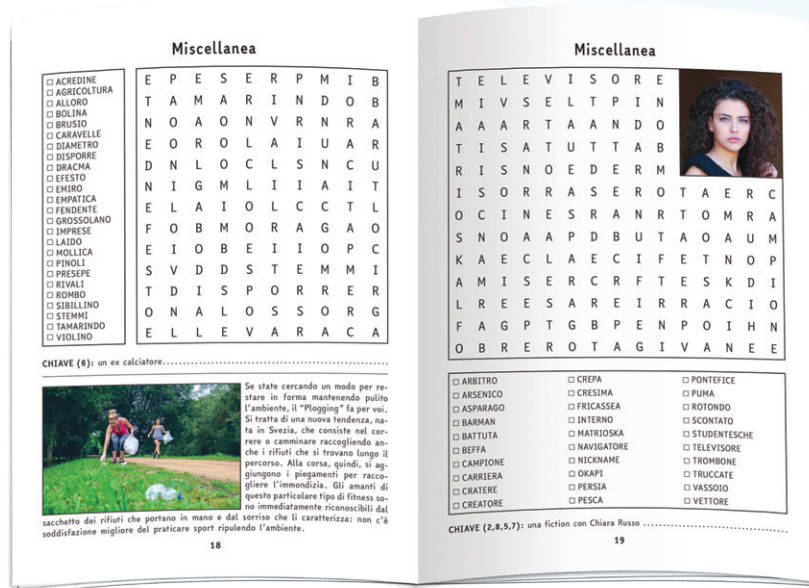 Miscellanea
☐ ACREDINE
☐ AGRICOLTURA
☐ ALLORO
☐ BOLINA
☐ BRUSIO
☐ CARAVELLE
☐ DIAMETRO
☐ DISPORRE
☐ DRACMA
☐ EFESTO
☐ EMIRO
☐ EMPATICA
☐ FENDENTE
☐ GROSSOLANO
☐ IMPRESE
☐ LAIDO
☐ MOLLICA
☐ PINOLI
☐ PRESEPE
☐ RIVALI
☐ ROMBO
☐ SIBILLINO
☐ STEMMI
☐ TAMARINDO
☐ VIOLINO
E P E S E R P M I B
T A M A R I N D O B
N O A O N V R N R A
E O R O L A I U A R
D N L O C L S N C U
N I G M L I I A I T
E L A I O L C C T L
F O B M O R A G A O
E I O B E I I O P C
S V D D S T E M M I
T D I S P O R R E R
O N A L O S S O R G
E L L E V A R A C A
CHIAVE (6): un ex calciatore
Se state cercando un modo per re-
stare in forma mantenendo pulito
l'ambiente, il "Plogging" fa per voi.
Si tratta di una nuova tendenza, na-
ta in Svezia, che consiste nel cor-
rere o camminare raccogliendo an-
che i rifiuti che si trovano lungo il
percorso. Alla corsa, quindi, si ag-
giungono i piegamenti per racco-
gliere l'immondizia. Gli amanti di
questo particolare tipo di fitness so-
no immediatamente riconoscibili dal
sacchetto dei rifiuti che portano in mano e dal sorriso che li caratterizza: non c'è
soddisfazione migliore del praticare sport ripulendo l'ambiente.
18
Miscellanea
T E L E V I S O R E
M I V S E L T P I N
A A A R T A A N D O
T I S A T U T T A B
R I S N O E D E R M
I S O R R A S E R O T A E R C
O C I N E S R A N R T O M R A
S N O A A P D B U T A O A U M
K A E C L A E C I F E T N O P
A M I S E R C R F T E S K D I
L R E E S A R E I R R A C I O
F A G P T G B P E N P O I H N
O B R E R O T A G I V A N E E
☐ ARBITRO
☐ ARSENICO
☐ ASPARAGO
☐ BARMAN
☐ BATTUTA
☐ BEFFA
☐ CAMPIONE
☐ CARRIERA
☐ CRATERE
☐ CREATORE
☐ CREPA
☐ CRESIMA
☐ FRICASSEA
☐ INTERNO
☐ MATRIOSKA
☐ NAVIGATORE
☐ NICKNAME
☐ OKAPI
☐ PERSIA
☐ PESCA
☐ PONTEFICE
☐ PUMA
☐ ROTONDO
☐ SCONTATO
☐ STUDENTESCHE
☐ TELEVISORE
☐ TROMBONE
☐ TRUCCATE
☐ VASSOIO
☐ VETTORE
CHIAVE (2,8,5,7): una fiction con Chiara Russo
19